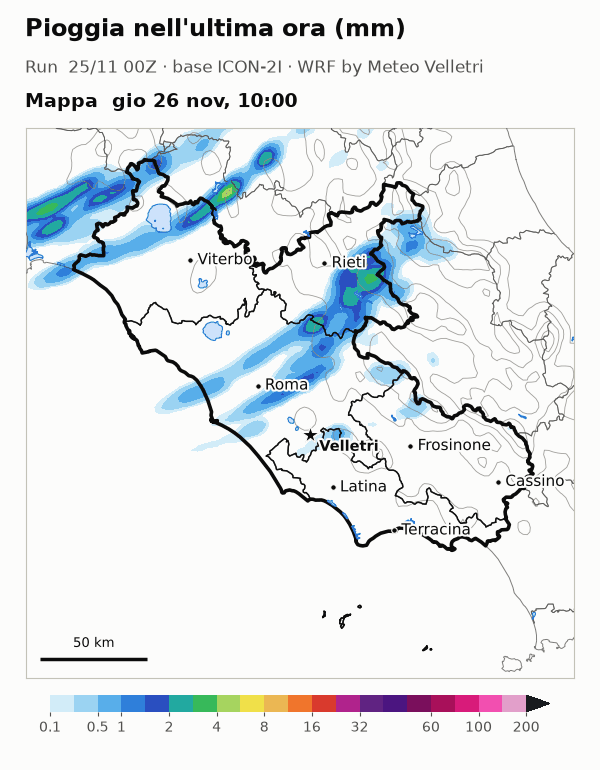 Pioggia nell'ultima ora (mm)
Run  25/11 00Z · base ICON-2I · WRF by Meteo Velletri
Mappa  gio 26 nov, 10:00
Viterbo
Rieti
Roma
Velletri
Frosinone
Latina
Cassino
Terracina
50 km
0.1 0.5 1 2 4 8 16 32 60 100 200